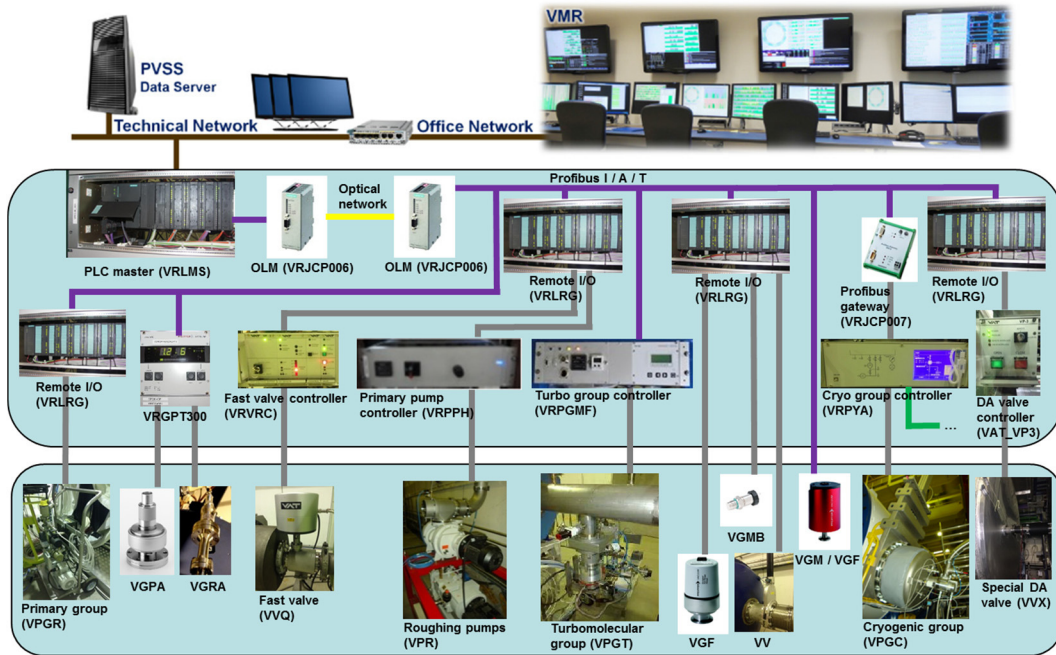 VMR
PVSS
Data Server
Technical Network
Office Network
Profibus I / A / T
Optical
network
PLC master (VRLMS)
OLM (VRJCP006)
OLM (VRJCP006)
Remote I/O
(VRLRG)
Remote I/O
(VRLRG)
Profibus
gateway
(VRJCP007)
Remote I/O
(VRLRG)
Remote I/O
(VRLRG)
VRGPT300
Fast valve controller
(VRVRC)
Primary pump
controller (VRPPH)
Turbo group controller
(VRPGMF)
Cryo group controller
(VRPYA)
...
DA valve
controller
(VAT_VP3)
Primary group
(VPGR)
VGPA
VGRA
VAT
Fast valve
(VVQ)
Roughing pumps
(VPR)
Turbomolecular
group (VPGT)
VGMB
VGF
VV
VGM / VGF
Cryogenic group
(VPGC)
Special DA
valve (VVX)